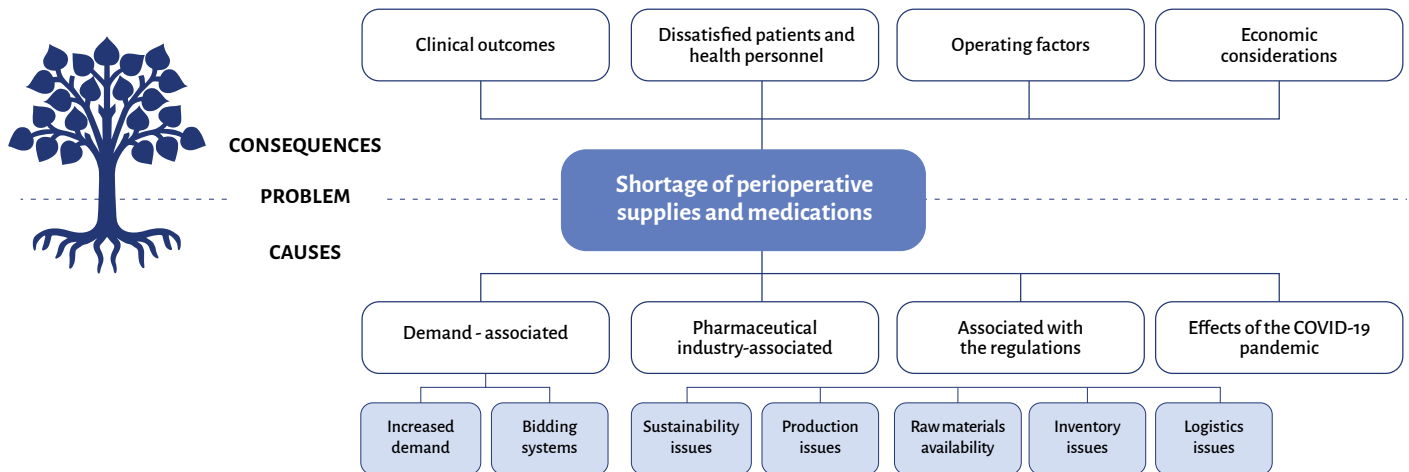 Clinical outcomes
Dissatisfied patients and
health personnel
Operating factors
Economic
considerations
CONSEQUENCES
PROBLEM
CAUSES
Shortage of perioperative
supplies and medications
Demand - associated
Pharmaceutical
industry-associated
Associated with
the regulations
Effects of the COVID-19
pandemic
Increased
demand
Bidding
systems
Sustainability
issues
Production
issues
Raw materials
availability
Inventory
issues
Logistics
issues